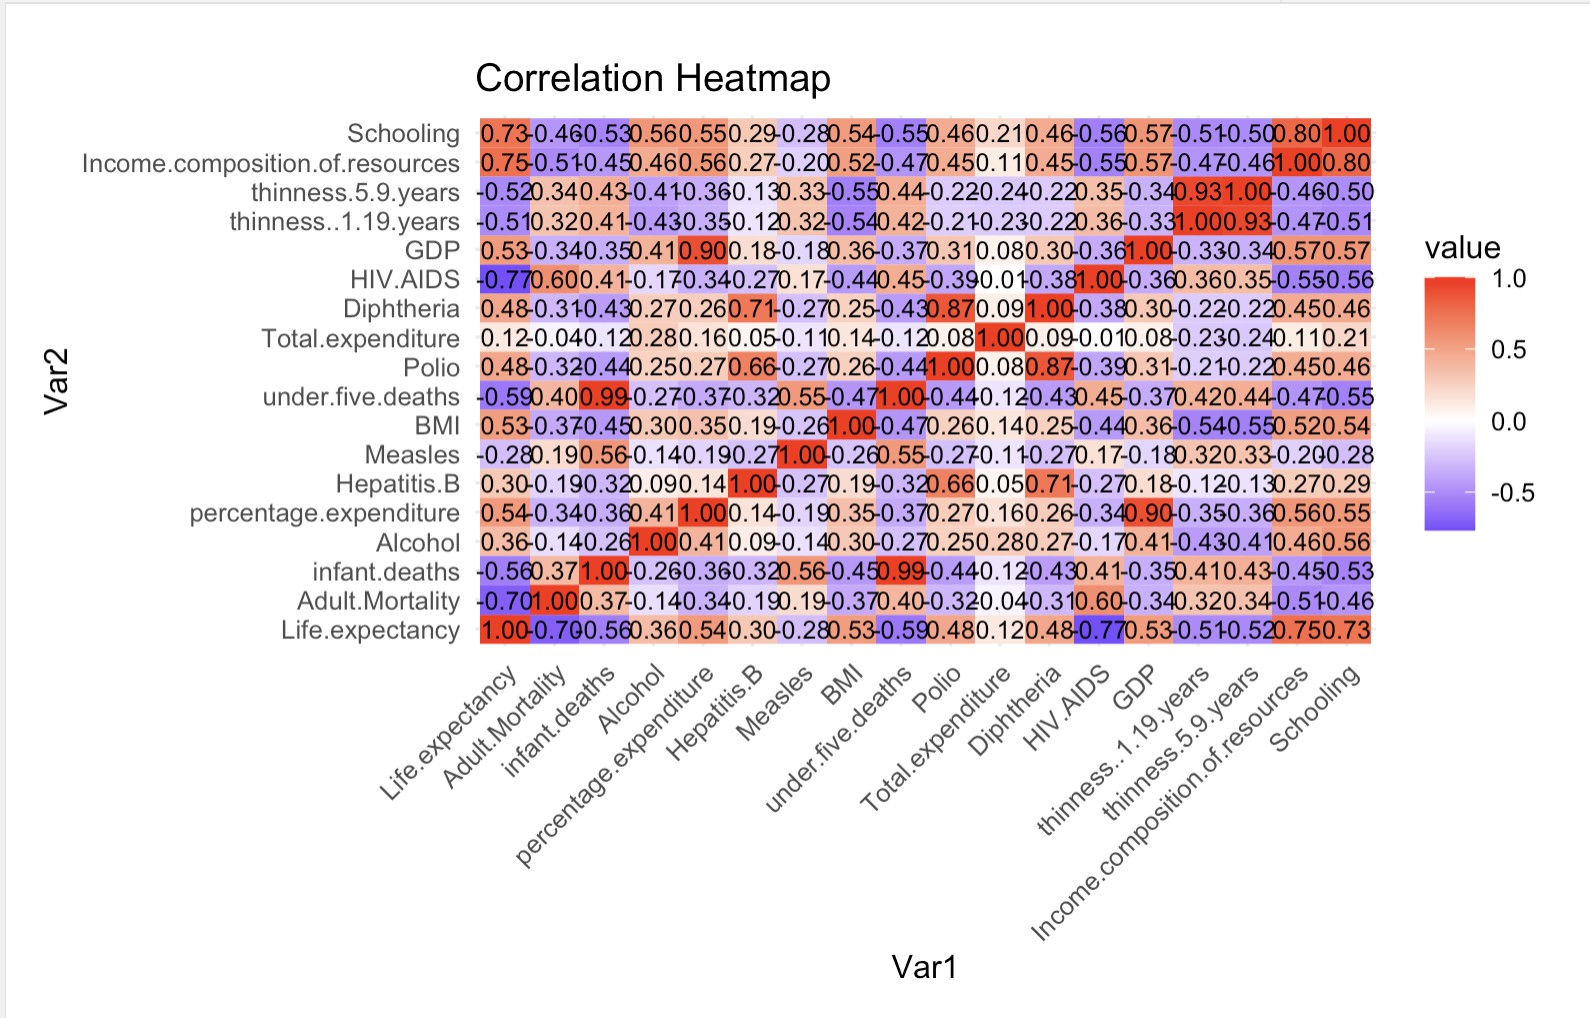 Correlation Heatmap
Schooling 0.73 -0.46 -0.53 0.56 0.55 0.29 -0.28 0.54 -0.55 0.46 0.21 0.46 -0.56 0.57 -0.51 -0.50 0.80 1.00
Income.composition.of.resources 0.75 -0.51 -0.45 0.46 0.56 0.27 -0.20 0.52 -0.47 0.45 0.11 0.45 -0.55 0.57 -0.47 -0.46 1.00 0.80
thinness.5.9.years -0.52 0.34 0.43 -0.41 -0.36 -0.13 0.33 -0.55 0.44 -0.22 -0.24 -0.22 0.35 -0.34 0.93 1.00 -0.46 -0.50
thinness..1.19.years -0.51 0.32 0.41 -0.43 -0.35 -0.12 0.32 -0.54 0.42 -0.21 -0.23 -0.22 0.36 -0.33 1.00 0.93 -0.47 -0.51
GDP 0.53 -0.34 -0.35 0.41 0.90 0.18 -0.18 0.36 -0.37 0.31 0.08 0.30 -0.36 1.00 -0.33 -0.34 0.57 0.57
HIV.AIDS -0.77 0.60 0.41 -0.17 -0.34 -0.27 0.17 -0.44 0.45 -0.39 -0.01 -0.38 1.00 -0.36 0.36 0.35 -0.55 -0.56
Diphtheria 0.48 -0.31 -0.43 0.27 0.26 0.71 -0.27 0.25 -0.43 0.87 0.09 1.00 -0.38 0.30 -0.22 -0.22 0.45 0.46
Total.expenditure 0.12 -0.04 -0.12 0.28 0.16 0.05 -0.11 0.14 -0.12 0.08 1.00 0.09 -0.01 0.08 -0.23 -0.24 0.11 0.21
Polio 0.48 -0.32 -0.44 0.25 0.27 0.66 -0.27 0.26 -0.44 1.00 0.08 0.87 -0.39 0.31 -0.21 -0.22 0.45 0.46
under.five.deaths -0.59 0.40 0.99 -0.27 -0.37 -0.32 0.55 -0.47 1.00 -0.44 -0.12 -0.43 0.45 -0.37 0.42 0.44 -0.47 -0.55
BMI 0.53 -0.37 -0.45 0.30 0.35 0.19 -0.26 1.00 -0.47 0.26 0.14 0.25 -0.44 0.36 -0.54 -0.55 0.52 0.54
Measles -0.28 0.19 0.56 -0.14 -0.19 -0.27 1.00 -0.26 0.55 -0.27 -0.11 -0.27 0.17 -0.18 0.32 0.33 -0.20 -0.28
Hepatitis.B 0.30 -0.19 -0.32 0.09 0.14 1.00 -0.27 0.19 -0.32 0.66 0.05 0.71 -0.27 0.18 -0.12 -0.13 0.27 0.29
percentage.expenditure 0.54 -0.34 -0.36 0.41 1.00 0.14 -0.19 0.35 -0.37 0.27 0.16 0.26 -0.34 0.90 -0.35 -0.36 0.56 0.55
Alcohol 0.36 -0.14 -0.26 1.00 0.41 0.09 -0.14 0.30 -0.27 0.25 0.28 0.27 -0.17 0.41 -0.43 -0.41 0.46 0.56
infant.deaths -0.56 0.37 1.00 -0.26 -0.36 -0.32 0.56 -0.45 0.99 -0.44 -0.12 -0.43 0.41 -0.35 0.41 0.43 -0.45 -0.53
Adult.Mortality -0.70 1.00 0.37 -0.14 -0.34 -0.19 0.19 -0.37 0.40 -0.32 -0.04 -0.31 0.60 -0.34 0.32 0.34 -0.51 -0.46
Life.expectancy 1.00 -0.70 -0.56 0.36 0.54 0.30 -0.28 0.53 -0.59 0.48 0.12 0.48 -0.77 0.53 -0.51 -0.52 0.75 0.73
Var2
Life.expectancy
Adult.Mortality
infant.deaths
Alcohol
percentage.expenditure
Hepatitis.B
Measles
BMI
under.five.deaths
Polio
Total.expenditure
Diphtheria
HIV.AIDS
GDP
thinness..1.19.years
thinness.5.9.years
Income.composition.of.resources
Schooling
Var1
value
1.0
0.5
0.0
-0.5